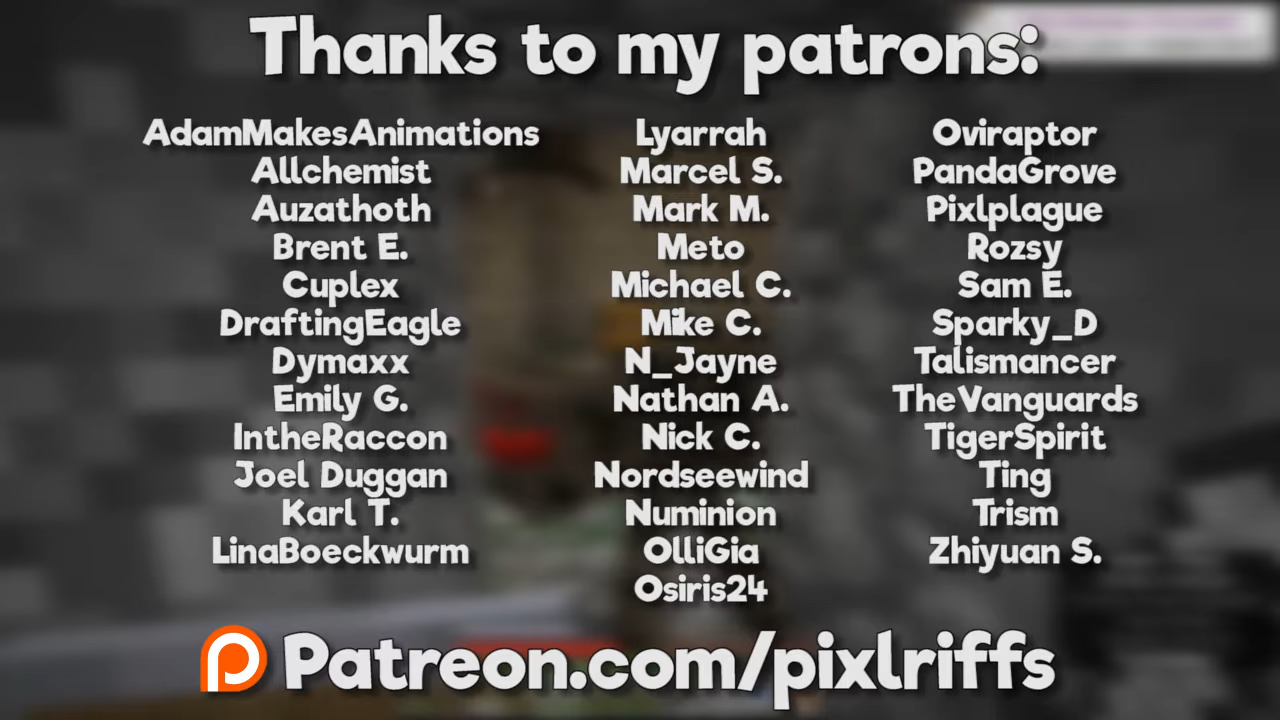 Thanks to my patrons:
AdamMakesAnimations
Allchemist
Auzathoth
Brent E.
Cuplex
DraftingEagle
Dymaxx
Emily G.
IntheRaccon
Joel Duggan
Karl T.
LinaBoeckwurm
Lyarrah
Marcel S.
Mark M.
Meto
Michael C.
Mike C.
N_Jayne
Nathan A.
Nick C.
Nordseewind
Numinion
OlliGia
Osiris24
Oviraptor
PandaGrove
Pixlplague
Rozsy
Sam E.
Sparky_D
Talismancer
TheVanguards
TigerSpirit
Ting
Trism
Zhiyuan S.
Patreon.com/pixlriffs